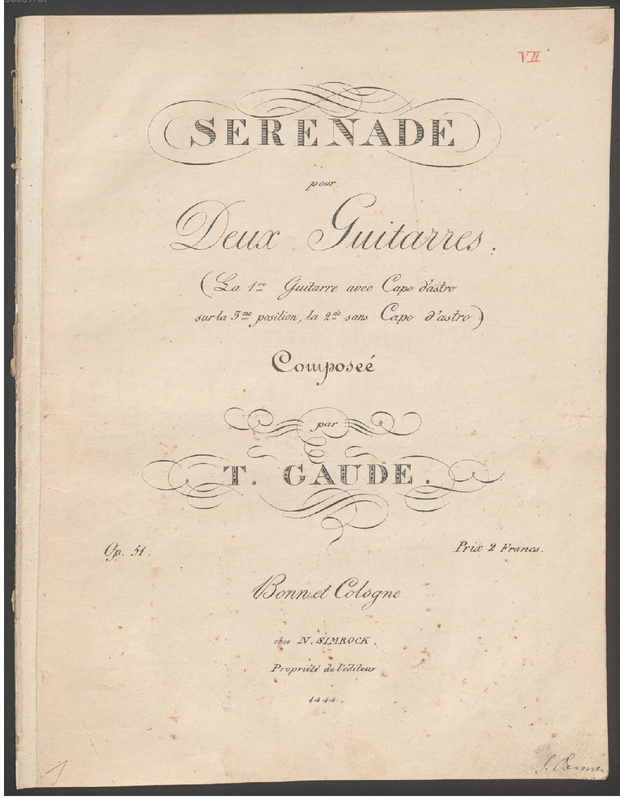 VII
SERENADE
pour
Deux Guitarres.
(La 1re Guitarre avec Capo d'astro
sur la 3me position, la 2de sans Capo d'astro)
Composeé
par
T. GAUDE.
Op. 51.
Prix 2 Francs.
Bonn et Cologne
chez N. SIMROCK.
Propriété de l'éditeur
1444.